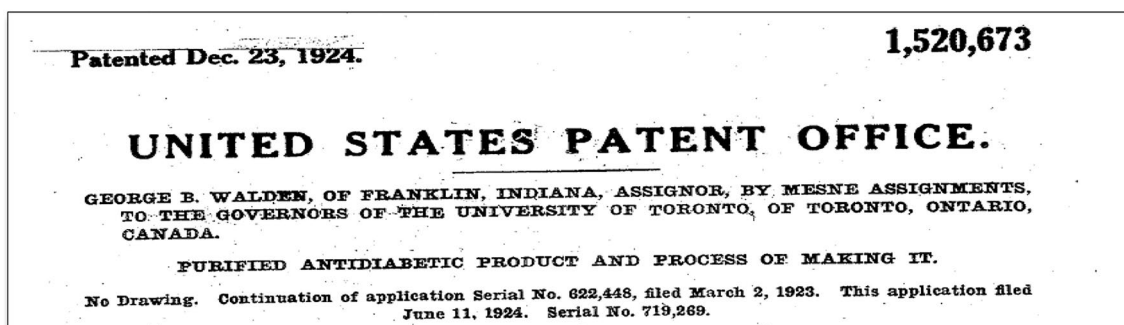 Patented Dec. 23, 1924.
1,520,673
UNITED STATES PATENT OFFICE.
GEORGE B. WALDEN, OF FRANKLIN, INDIANA, ASSIGNOR, BY MESNE ASSIGNMENTS,
TO THE GOVERNORS OF THE UNIVERSITY OF TORONTO, OF TORONTO, ONTARIO,
CANADA.
PURIFIED ANTIDIABETIC PRODUCT AND PROCESS OF MAKING IT.
No Drawing. Continuation of application Serial No. 622,448, filed March 2, 1923. This application filed
June 11, 1924. Serial No. 719,269.